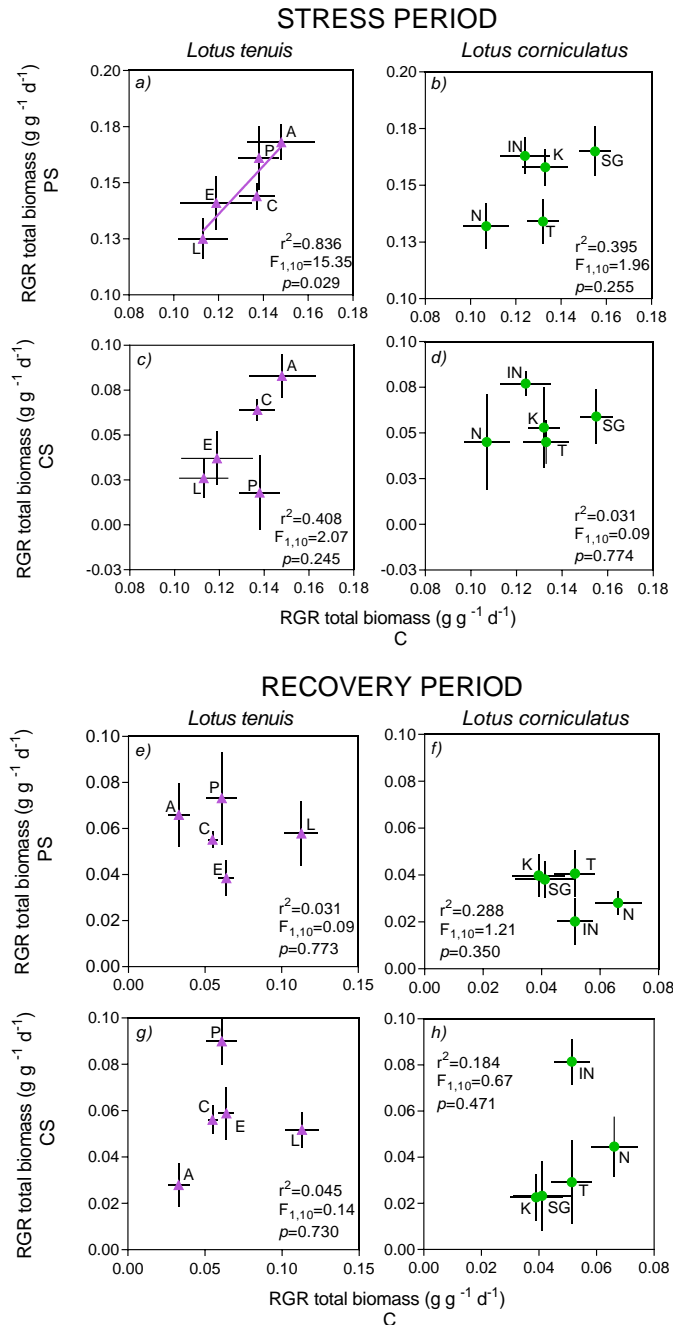 STRESS PERIOD
Lotus tenuis
Lotus corniculatus
RGR total biomass (g g -1 d-1)
PS
a)
0.20
0.18
0.15
0.13
0.10
A
P
E
C
L
r2=0.836
F1,10=15.35
p=0.029
0.08 0.10 0.12 0.14 0.16 0.18
b)
0.20
0.18
0.15
0.13
0.10
IN
K
SG
N
T
r2=0.395
F1,10=1.96
p=0.255
0.08 0.10 0.12 0.14 0.16 0.18
RGR total biomass (g g -1 d-1)
CS
c)
0.10
0.08
0.05
0.03
0.00
-0.03
A
C
E
L
P
r2=0.408
F1,10=2.07
p=0.245
0.08 0.10 0.12 0.14 0.16 0.18
d)
0.10
0.08
0.05
0.03
0.00
-0.03
IN
K
SG
N
T
r2=0.031
F1,10=0.09
p=0.774
0.08 0.10 0.12 0.14 0.16 0.18
RGR total biomass (g g -1 d-1)
C
RECOVERY PERIOD
Lotus tenuis
Lotus corniculatus
RGR total biomass (g g -1 d-1)
PS
e)
0.10
0.08
0.06
0.04
0.02
0.00
P
A
C
L
E
r2=0.031
F1,10=0.09
p=0.773
0.00 0.05 0.10 0.15
f)
0.10
0.08
0.06
0.04
0.02
0.00
K
T
SG
N
IN
r2=0.288
F1,10=1.21
p=0.350
0.00 0.02 0.04 0.06 0.08
RGR total biomass (g g -1 d-1)
CS
g)
0.10
0.08
0.06
0.04
0.02
0.00
P
C
E
L
A
r2=0.045
F1,10=0.14
p=0.730
0.00 0.05 0.10 0.15
h)
0.10
0.08
0.06
0.04
0.02
0.00
r2=0.184
F1,10=0.67
p=0.471
IN
N
T
K
SG
0.00 0.02 0.04 0.06 0.08
RGR total biomass (g g -1 d-1)
C